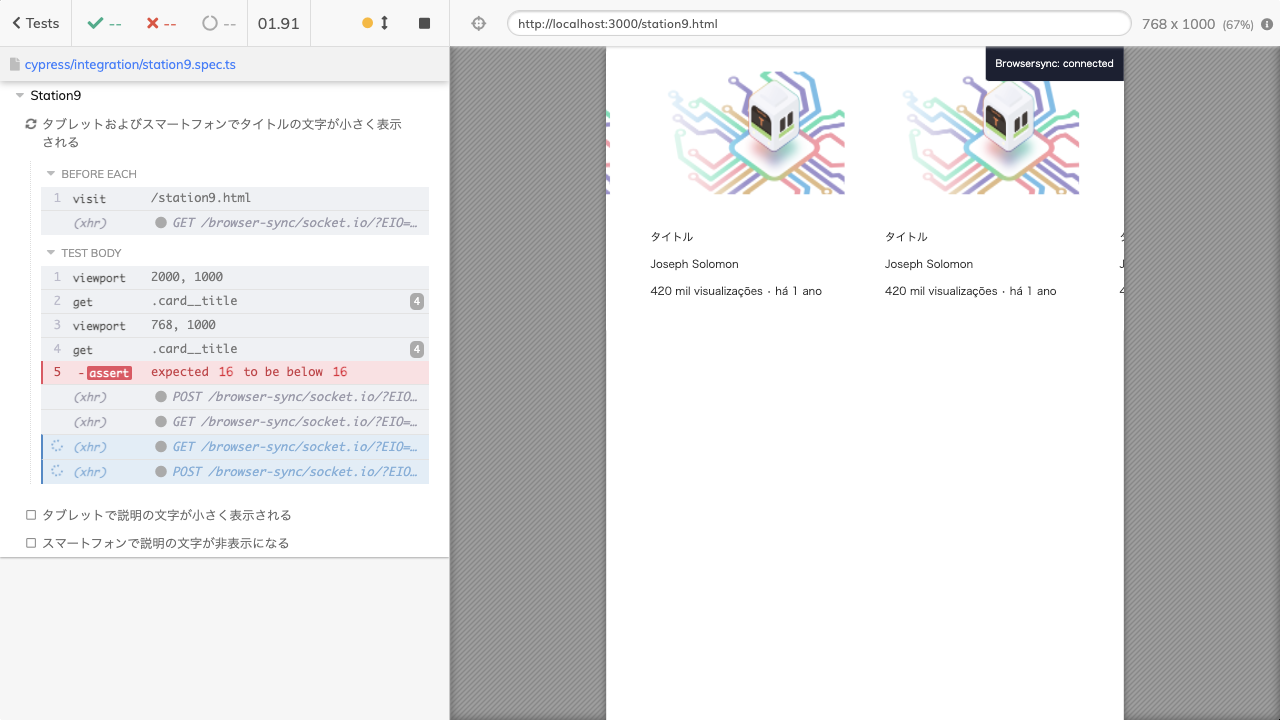 Tests
--
--
--
01.91
http://localhost:3000/station9.html
768 x 1000 (67%)
cypress/integration/station9.spec.ts
Station9
タブレットおよびスマートフォンでタイトルの文字が小さく表示
される
BEFORE EACH
1 visit /station9.html
(xhr) GET /browser-sync/socket.io/?EIO=…
TEST BODY
1 viewport 2000, 1000
2 get .card__title 4
3 viewport 768, 1000
4 get .card__title 4
5 -assert expected 16 to be below 16
(xhr) POST /browser-sync/socket.io/?EIO…
(xhr) GET /browser-sync/socket.io/?EIO=…
(xhr) GET /browser-sync/socket.io/?EIO=…
(xhr) POST /browser-sync/socket.io/?EIO…
タブレットで説明の文字が小さく表示される
スマートフォンで説明の文字が非表示になる
Browsersync: connected
タイトル
Joseph Solomon
420 mil visualizações · há 1 ano
タイトル
Joseph Solomon
420 mil visualizações · há 1 ano